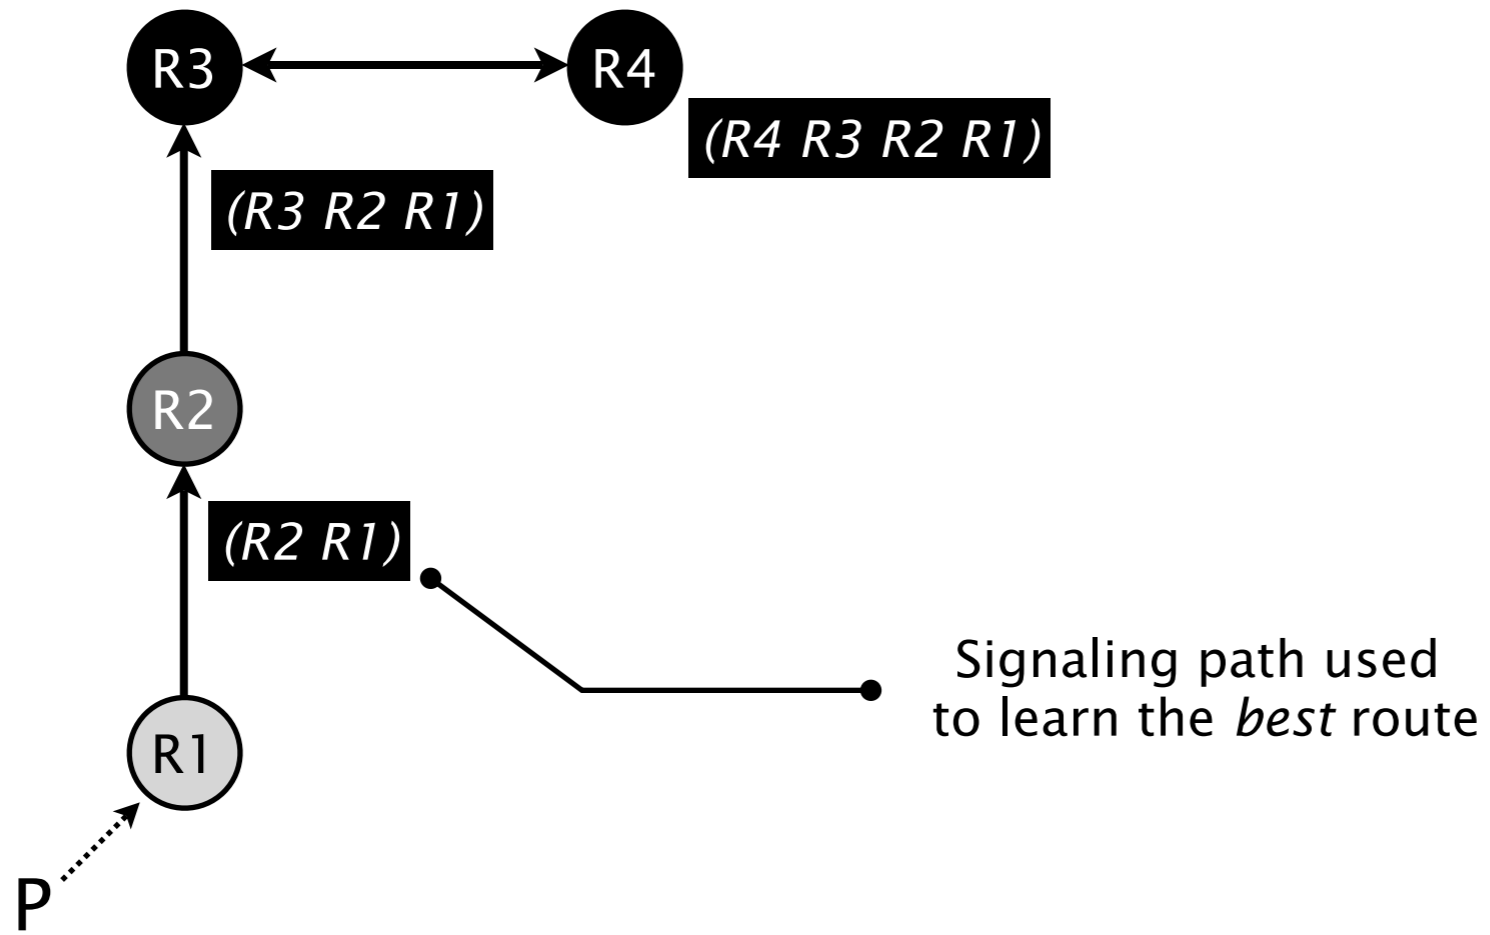 R3
R4
(R4 R3 R2 R1)
(R3 R2 R1)
R2
(R2 R1)
Signaling path used
to learn the best route
R1
P